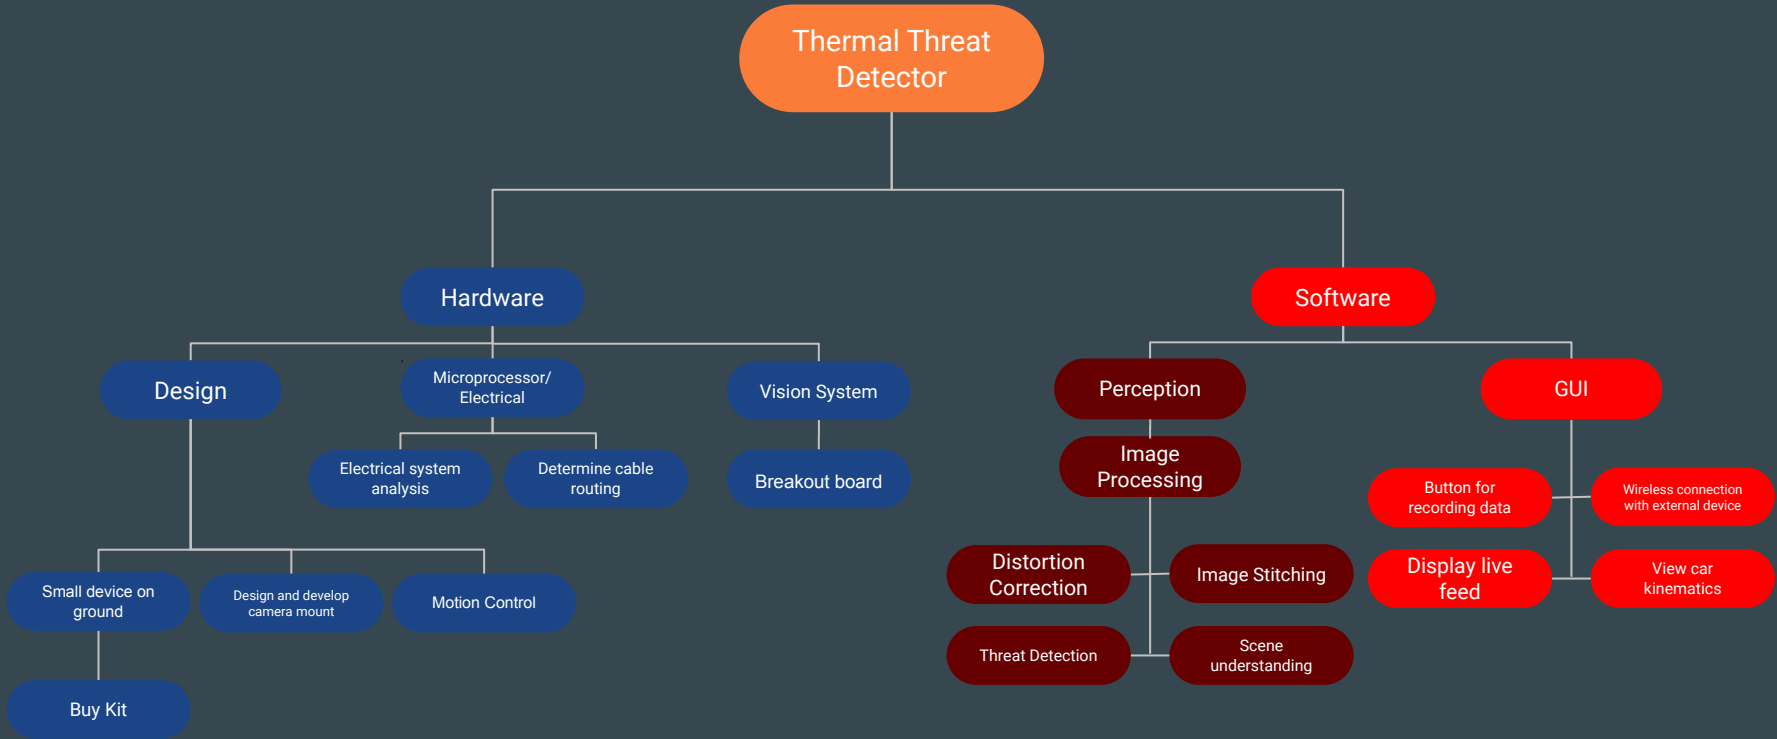 Thermal Threat
Detector
Hardware
Software
Design
Microprocessor/
Electrical
Vision System
Perception
GUI
Electrical system
analysis
Determine cable
routing
Breakout board
Image
Processing
Button for
recording data
Wireless connection
with external device
Distortion
Correction
Image Stitching
Display live
feed
View car
kinematics
Small device on
ground
Design and develop
camera mount
Motion Control
Threat Detection
Scene
understanding
Buy Kit